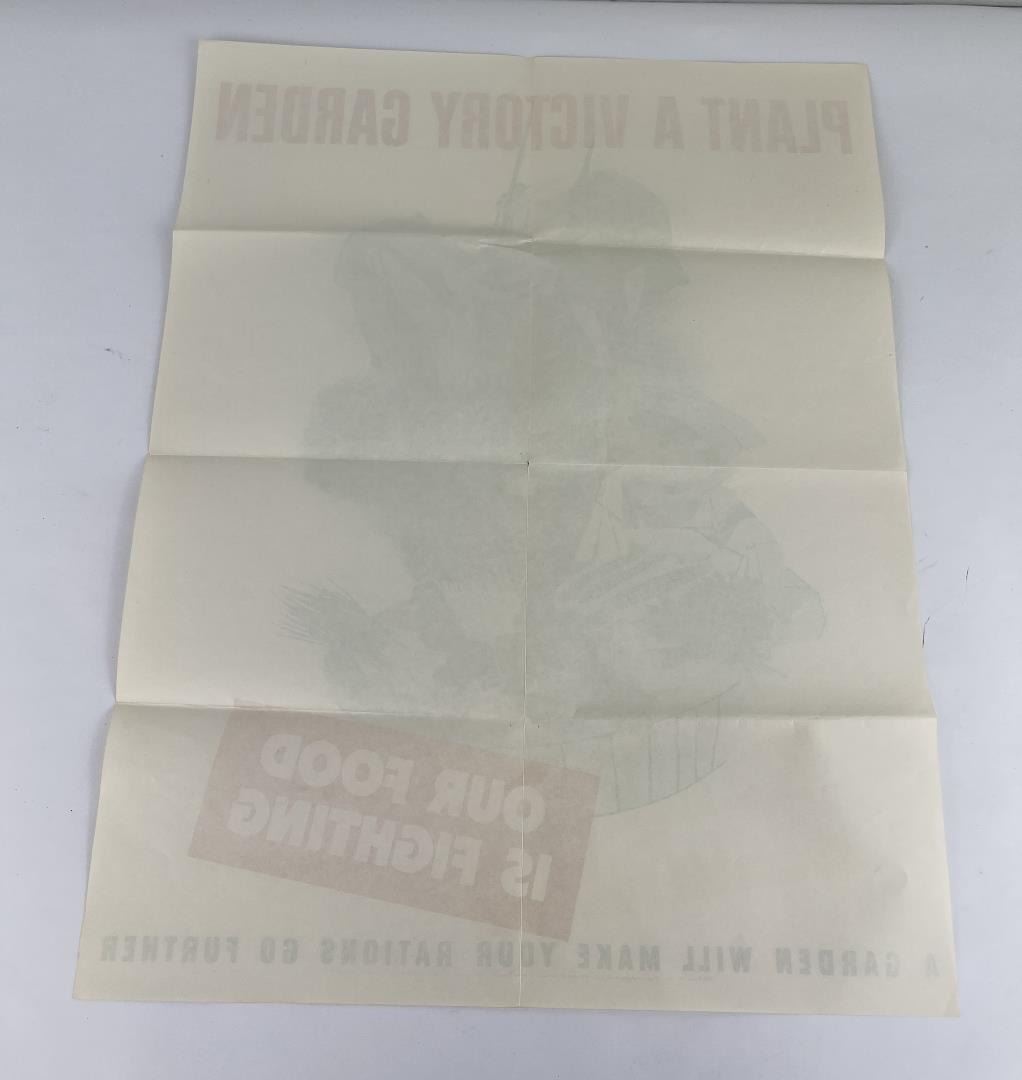 PLANT A VICTORY GARDEN
OUR FOOD
IS FIGHTING
A GARDEN WILL MAKE YOUR RATIONS GO FURTHER